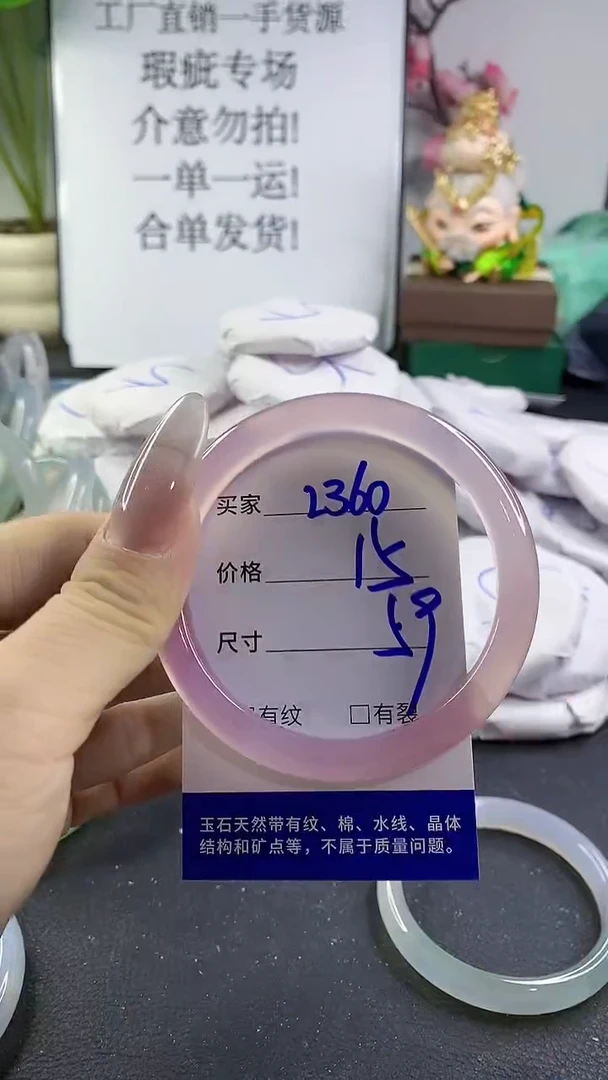 工厂直销一手货源
瑕疵专场
介意勿拍!
一单一运!
合单发货!
买家 2360
价格 15
尺寸 59
有纹 □有裂
玉石天然带有纹、棉、水线、晶体
结构和矿点等，不属于质量问题。